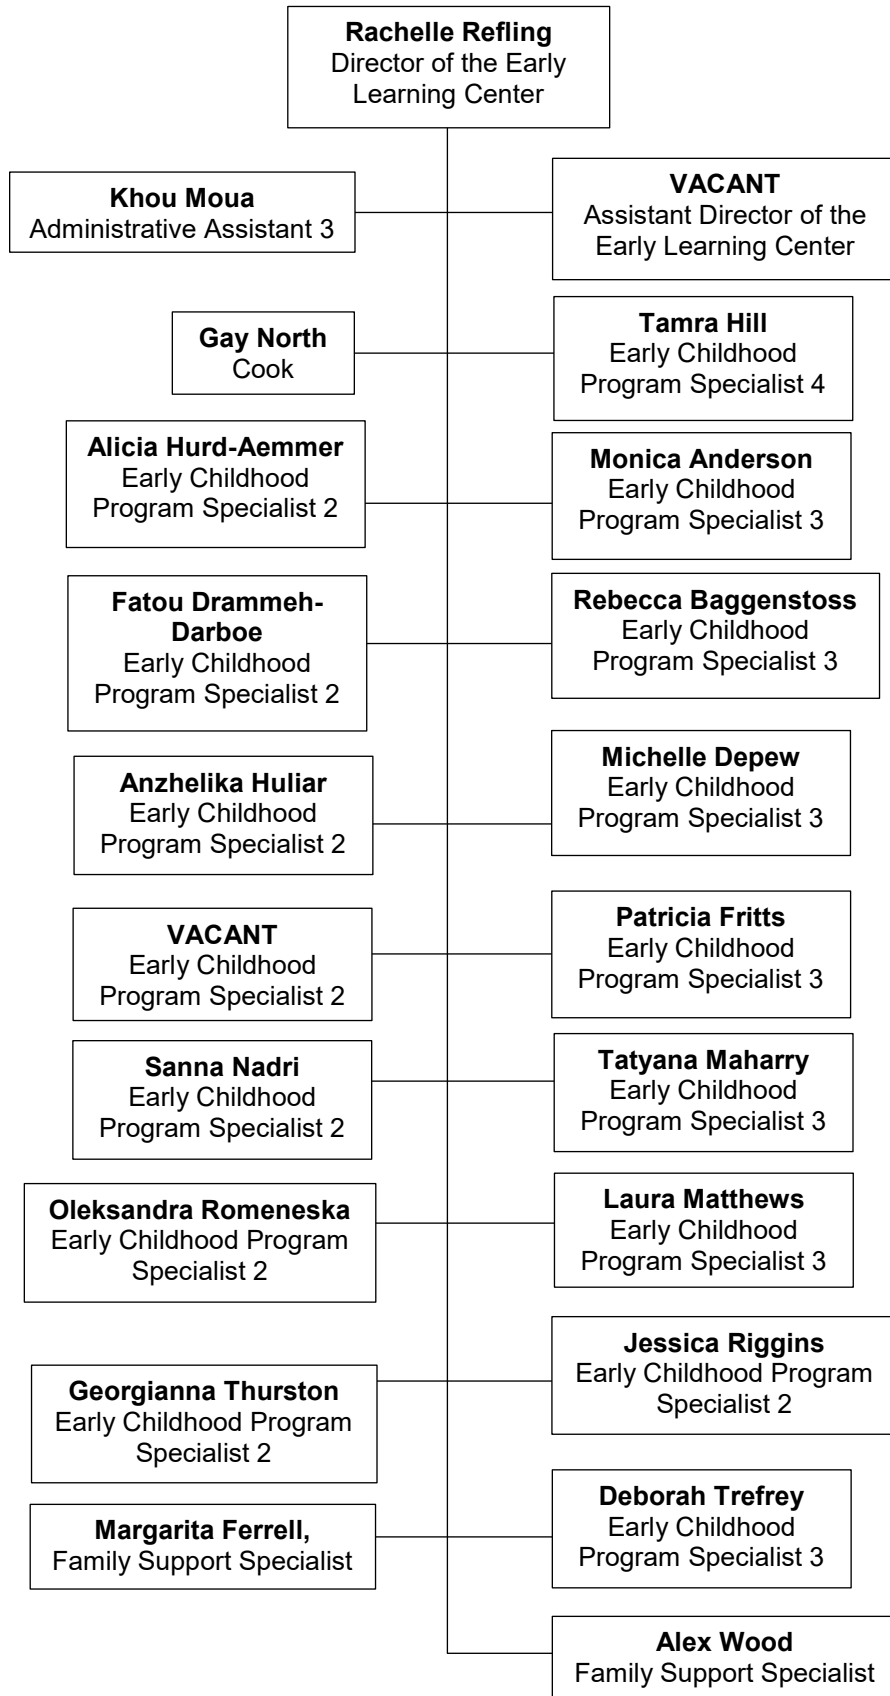 Rachelle Refling
Director of the Early
Learning Center
Khou Moua
Administrative Assistant 3
VACANT
Assistant Director of the
Early Learning Center
Gay North
Cook
Tamra Hill
Early Childhood
Program Specialist 4
Alicia Hurd-Aemmer
Early Childhood
Program Specialist 2
Monica Anderson
Early Childhood
Program Specialist 3
Fatou Drammeh-
Darboe
Early Childhood
Program Specialist 2
Rebecca Baggenstoss
Early Childhood
Program Specialist 3
Anzhelika Huliar
Early Childhood
Program Specialist 2
Michelle Depew
Early Childhood
Program Specialist 3
VACANT
Early Childhood
Program Specialist 2
Patricia Fritts
Early Childhood
Program Specialist 3
Sanna Nadri
Early Childhood
Program Specialist 2
Tatyana Maharry
Early Childhood
Program Specialist 3
Oleksandra Romeneska
Early Childhood Program
Specialist 2
Laura Matthews
Early Childhood
Program Specialist 3
Georgianna Thurston
Early Childhood Program
Specialist 2
Jessica Riggins
Early Childhood Program
Specialist 2
Margarita Ferrell,
Family Support Specialist
Deborah Trefrey
Early Childhood
Program Specialist 3
Alex Wood
Family Support Specialist